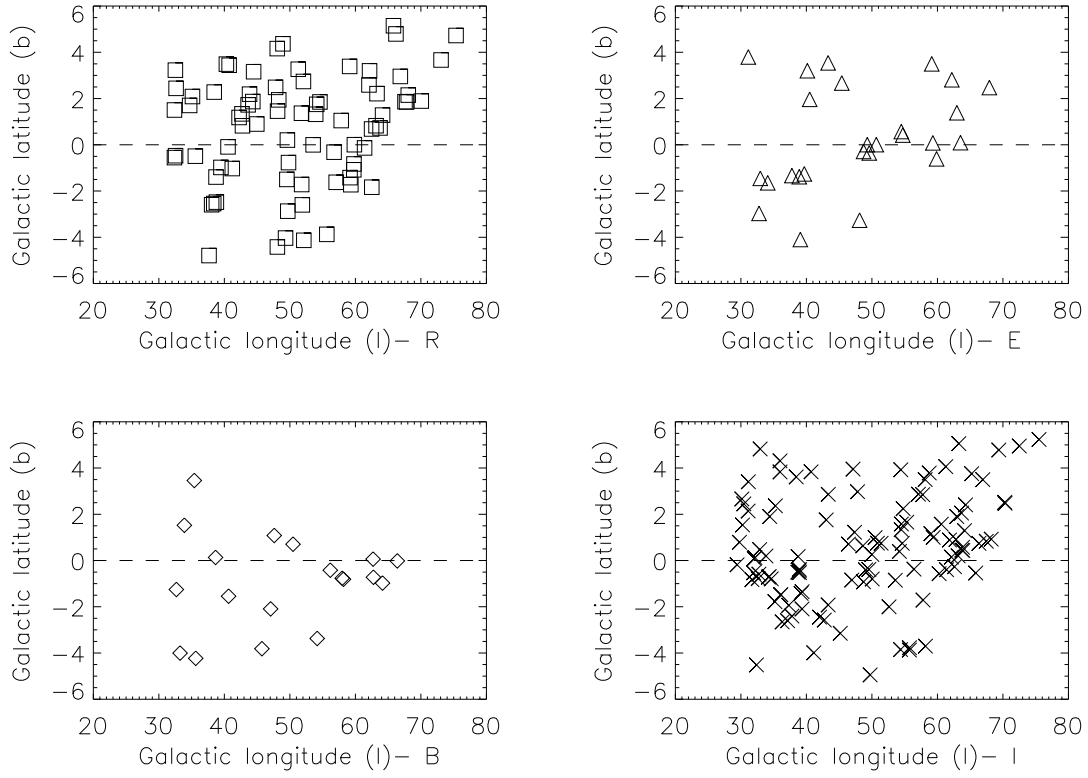 6
4
2
0
−2
−4
−6
Galactic latitude (b)
20 30 40 50 60 70 80
Galactic longitude (l)− R
6
4
2
0
−2
−4
−6
Galactic latitude (b)
20 30 40 50 60 70 80
Galactic longitude (l)− E
6
4
2
0
−2
−4
−6
Galactic latitude (b)
20 30 40 50 60 70 80
Galactic longitude (l)− B
6
4
2
0
−2
−4
−6
Galactic latitude (b)
20 30 40 50 60 70 80
Galactic longitude (l)− I